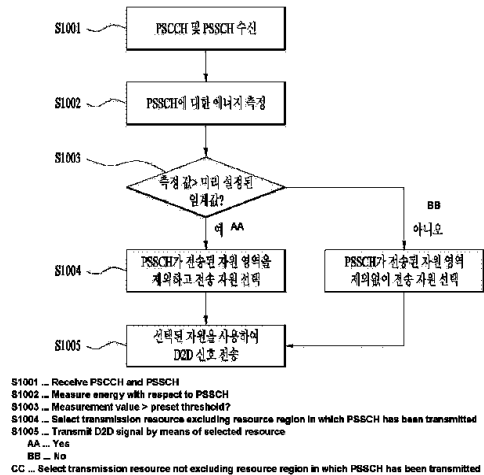 S1001
PSCCH 및 PSSCH 수신
S1002
PSSCH에 대한 에너지 측정
S1003
측정 값> 미리 설정된
임계값?
BB
예 AA
아니오
S1004
PSSCH가 전송된 자원 영역을
제외하고 전송 자원 선택
PSSCH가 전송된 자원 영역
제외없이 전송 자원 선택
S1005
선택된 자원을 사용하여
D2D 신호 전송
S1001 ... Receive PSCCH and PSSCH
S1002 ... Measure energy with respect to PSSCH
S1003 ... Measurement value > preset threshold?
S1004 ... Select transmission resource excluding resource region in which PSSCH has been transmitted
S1005 ... Transmit D2D signal by means of selected resource
AA ... Yes
BB ... No
CC ... Select transmission resource not excluding resource region in which PSSCH has been transmitted